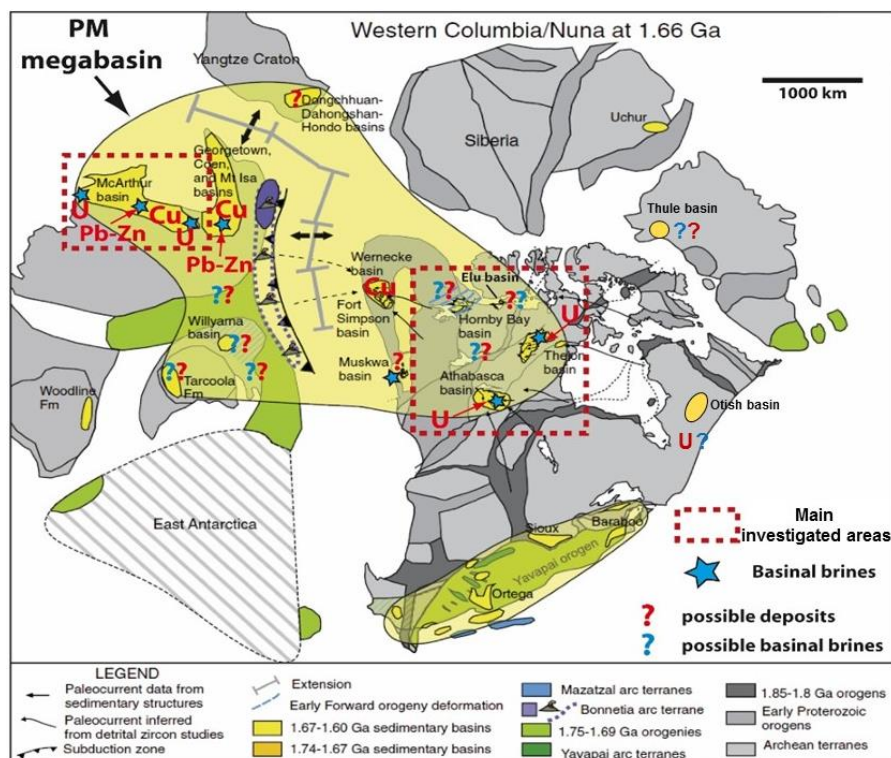 Western Columbia/Nuna at 1.66 Ga
PM
megabasin
Yangtze Craton
1000 km
?
Dongchhuan-
Dahongshan-
Hondo basins
Siberia
Uchur
Georgetown,
Coen,
and Mt Isa
basins
McArthur
basin
U
Pb-Zn
Cu
U
Cu
Pb-Zn
Thule basin
??
Wernecke
basin
Cu
Elu basin
??
??
Hornby Bay
basin
U
??
Fort
Simpson
basin
??
Thelon
basin
Willyama
basin
??
Muskwa
basin
?
Athabasca
basin
U
??
Tarcoola
Fm
??
Woodline
Fm
Otish basin
U?
East Antarctica
Sioux
Baraboo
Yavapai orogen
Ortega
Main
investigated areas
Basinal brines
? possible deposits
? possible basinal brines
LEGEND
Paleocurrent data from
sedimentary structures
Paleocurrent inferred
from detrital zircon studies
Subduction zone
Extension
Early Forward orogeny deformation
1.67-1.60 Ga sedimentary basins
1.74-1.67 Ga sedimentary basins
Mazatzal arc terranes
Bonnetia arc terrane
1.75-1.69 Ga orogenies
Yavapai arc terranes
1.85-1.8 Ga orogens
Early Proterozoic
orogens
Archean terranes